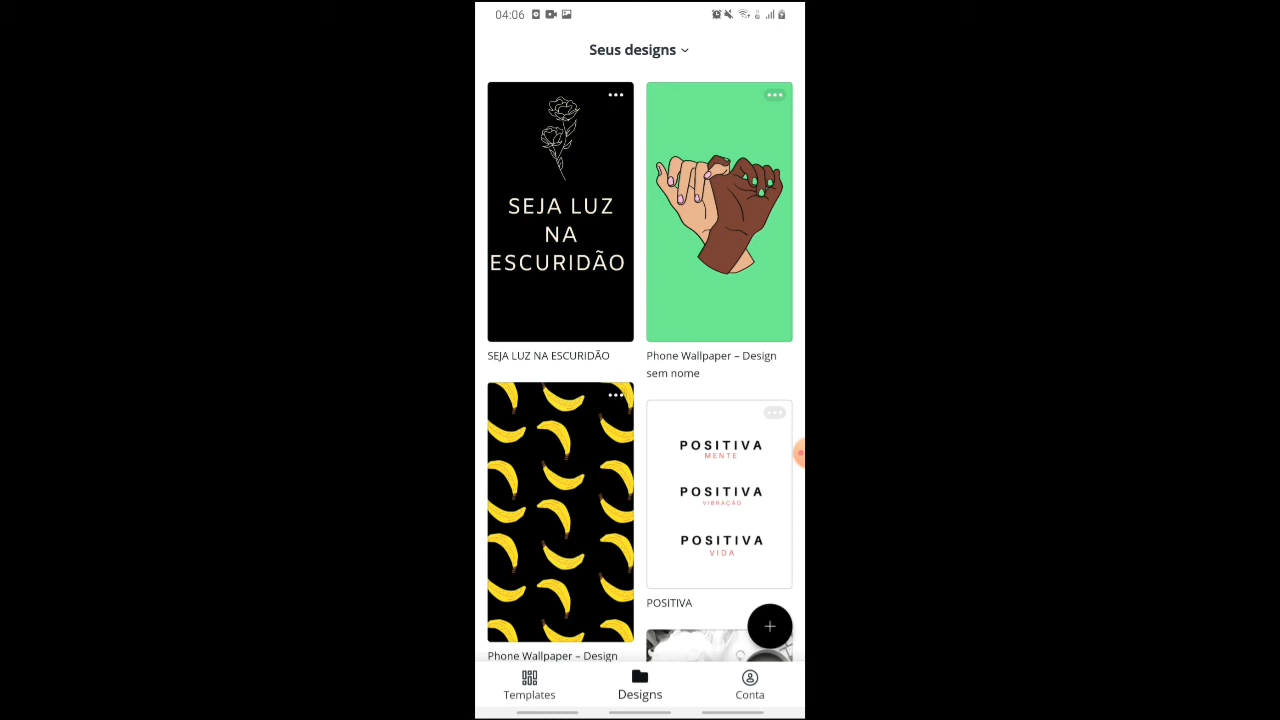 04:06
Seus designs
SEJA LUZ
NA
ESCURIDÃO
SEJA LUZ NA ESCURIDÃO
Phone Wallpaper – Design
sem nome
POSITIVA
MENTE
POSITIVA
VIBRAÇÃO
POSITIVA
VIDA
POSITIVA
Phone Wallpaper – Design
Templates
Designs
Conta